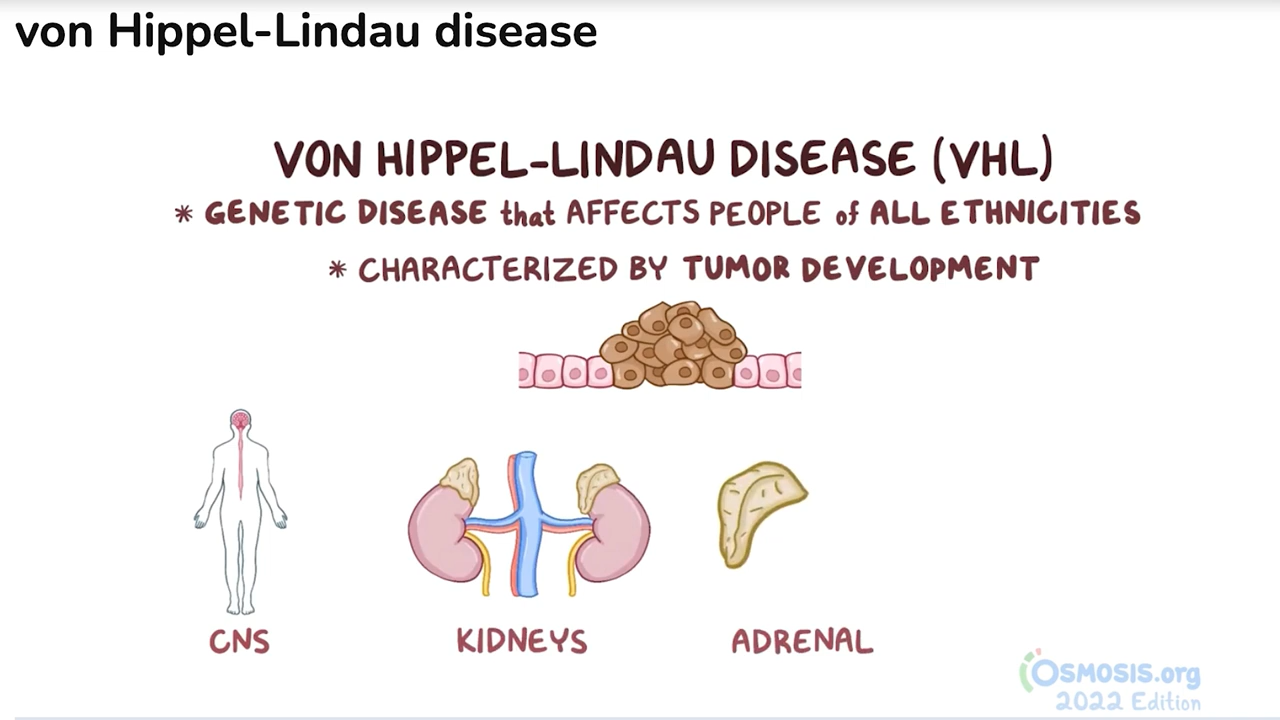 von Hippel-Lindau disease
VON HIPPEL-LINDAU DISEASE (VHL)
* GENETIC DISEASE that AFFECTS PEOPLE of ALL ETHNICITIES
* CHARACTERIZED BY TUMOR DEVELOPMENT
CNS
KIDNEYS
ADRENAL
OSMOSIS.org
2022 Edition